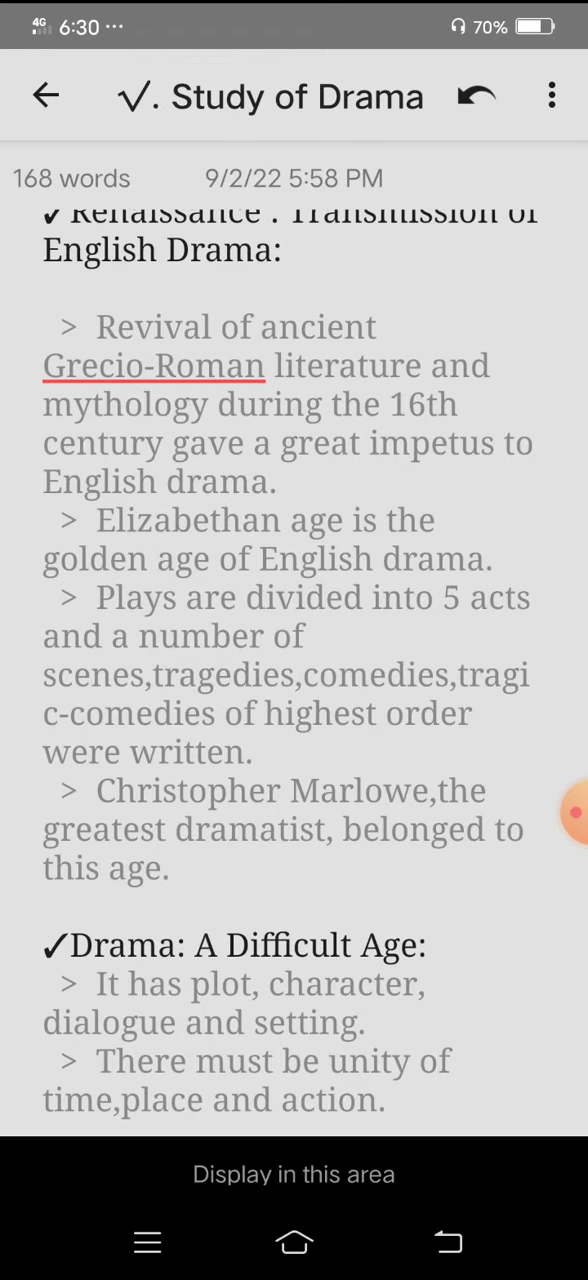 4G 6:30 ...
70%
√. Study of Drama
168 words 9/2/22 5:58 PM
✓ Renaissance : Transmission of
English Drama:
> Revival of ancient
Grecio-Roman literature and
mythology during the 16th
century gave a great impetus to
English drama.
> Elizabethan age is the
golden age of English drama.
> Plays are divided into 5 acts
and a number of
scenes,tragedies,comedies,tragi
c-comedies of highest order
were written.
> Christopher Marlowe,the
greatest dramatist, belonged to
this age.
✓Drama: A Difficult Age:
> It has plot, character,
dialogue and setting.
> There must be unity of
time,place and action.
Display in this area